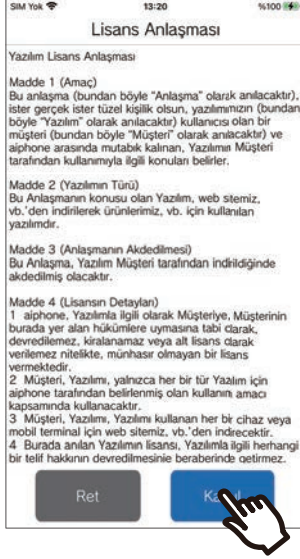 SIM Yok 13:20 %100
Lisans Anlaşması
Yazılım Lisans Anlaşması
Madde 1 (Amaç)
Bu anlaşma (bundan böyle "Anlaşma" olarak anılacaktır),
ister gerçek ister tüzel kişilik olsun, yazılımımızın (bundan
böyle "Yazılım" olarak anılacaktır) kullanıcısı olan bir
müşteri (bundan böyle "Müşteri" olarak anılacaktır) ve
aiphone arasında mutabık kalınan, Yazılımın Müşteri
tarafından kullanımıyla ilgili konuları belirler.
Madde 2 (Yazılımın Türü)
Bu Anlaşmanın konusu olan Yazılım, web sitemiz,
vb.'den indirilerek ürünlerimiz, vb. için kullanılan
yazılımdır.
Madde 3 (Anlaşmanın Akdedilmesi)
Bu Anlaşma, Yazılım Müşteri tarafından indirildiğinde
akdedilmiş olacaktır.
Madde 4 (Lisansın Detayları)
1 aiphone, Yazılımla ilgili olarak Müşteriye, Müşterinin
burada yer alan hükümlere uymasına tabi olarak,
devredilemez, kiralanamaz veya alt lisans olarak
verilemez nitelikte, münhasır olmayan bir lisans
vermektedir.
2 Müşteri, Yazılımı, yalnızca her bir tür Yazılım için
aiphone tarafından belirlenmiş olan kullanım amacı
kapsamında kullanacaktır.
3 Müşteri, Yazılımı, Yazılımı kullanan her bir cihaz veya
mobil terminal için web sitemiz, vb.'den indirecektir.
4 Burada anılan Yazılımın lisansı, Yazılımla ilgili herhangi
bir telif hakkının devredilmesinie beraberinde getirmez.
Ret